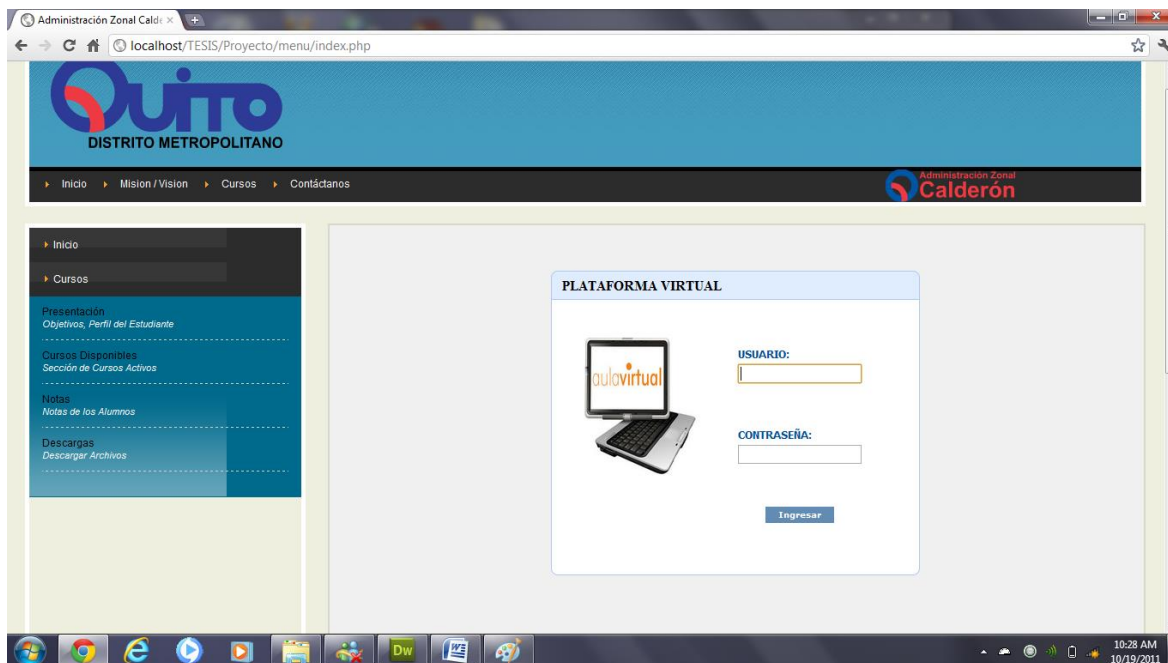 Administración Zonal Calde
localhost/TESIS/Proyecto/menu/index.php
QUITO
DISTRITO METROPOLITANO
Inicio Mision / Vision Cursos Contáctanos
Administración Zonal
Calderón
Inicio
Cursos
Presentación
Objetivos, Perfil del Estudiante
Cursos Disponibles
Sección de Cursos Activos
Notas
Notas de los Alumnos
Descargas
Descargar Archivos
PLATAFORMA VIRTUAL
aulavirtual
USUARIO:
CONTRASEÑA:
Ingresar
Dw
10:28 AM
10/19/2011